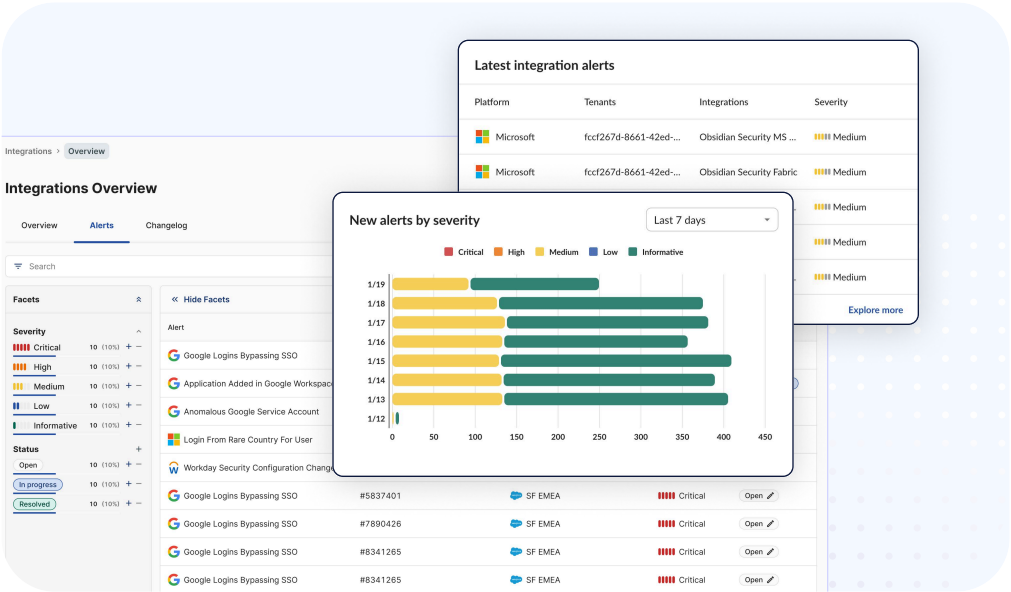 Latest integration alerts
Platform Tenants Integrations Severity
Microsoft fccf267d-8661-42ed-... Obsidian Security MS ... Medium
Microsoft fccf267d-8661-42ed-... Obsidian Security Fabric Medium
Medium
Medium
Medium
Explore more
Integrations › Overview
Integrations Overview
Overview Alerts Changelog
Search
Facets
Severity
Critical 10 (10%) + −
High 10 (10%) + −
Medium 10 (10%) + −
Low 10 (10%) + −
Informative 10 (10%) + −
Status +
Open 10 (10%) + −
In progress 10 (10%) + −
Resolved 10 (10%) + −
New alerts by severity
Last 7 days
Critical High Medium Low Informative
1/19
1/18
1/17
1/16
1/15
1/14
1/13
1/12
0 50 100 150 200 250 300 350 400 450
« Hide Facets
Alert
Google Logins Bypassing SSO
Application Added in Google Workspac
Anomalous Google Service Account
Login From Rare Country For User
Workday Security Configuration Change
Google Logins Bypassing SSO #5837401 SF EMEA Critical Open
Google Logins Bypassing SSO #7890426 SF EMEA Critical Open
Google Logins Bypassing SSO #8341265 SF EMEA Critical Open
Google Logins Bypassing SSO #8341265 SF EMEA Critical Open